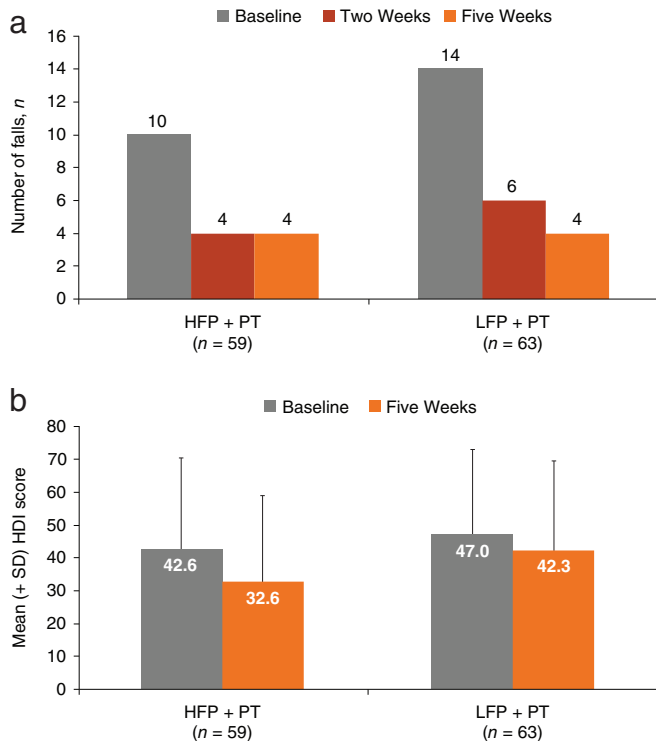 a
Baseline Two Weeks Five Weeks
Number of falls, n
16
14
12
10
8
6
4
2
0
10
4
4
14
6
4
HFP + PT
(n = 59)
LFP + PT
(n = 63)
b
Baseline Five Weeks
Mean (+ SD) HDI score
80
70
60
50
40
30
20
10
0
42.6
32.6
47.0
42.3
HFP + PT
(n = 59)
LFP + PT
(n = 63)